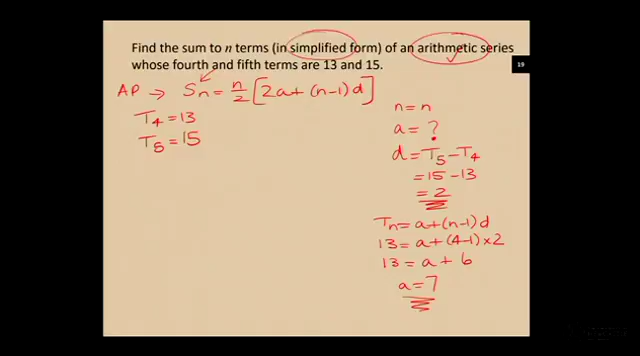 Find the sum to n terms (in simplified form) of an arithmetic series
whose fourth and fifth terms are 13 and 15.
19
AP → Sn = n/2 [2a + (n-1) d]
T4 = 13
T5 = 15
n = n
a = ?
d = T5 - T4
= 15 - 13
= 2
Tn = a + (n-1) d
13 = a + (4-1) × 2
13 = a + 6
a = 7